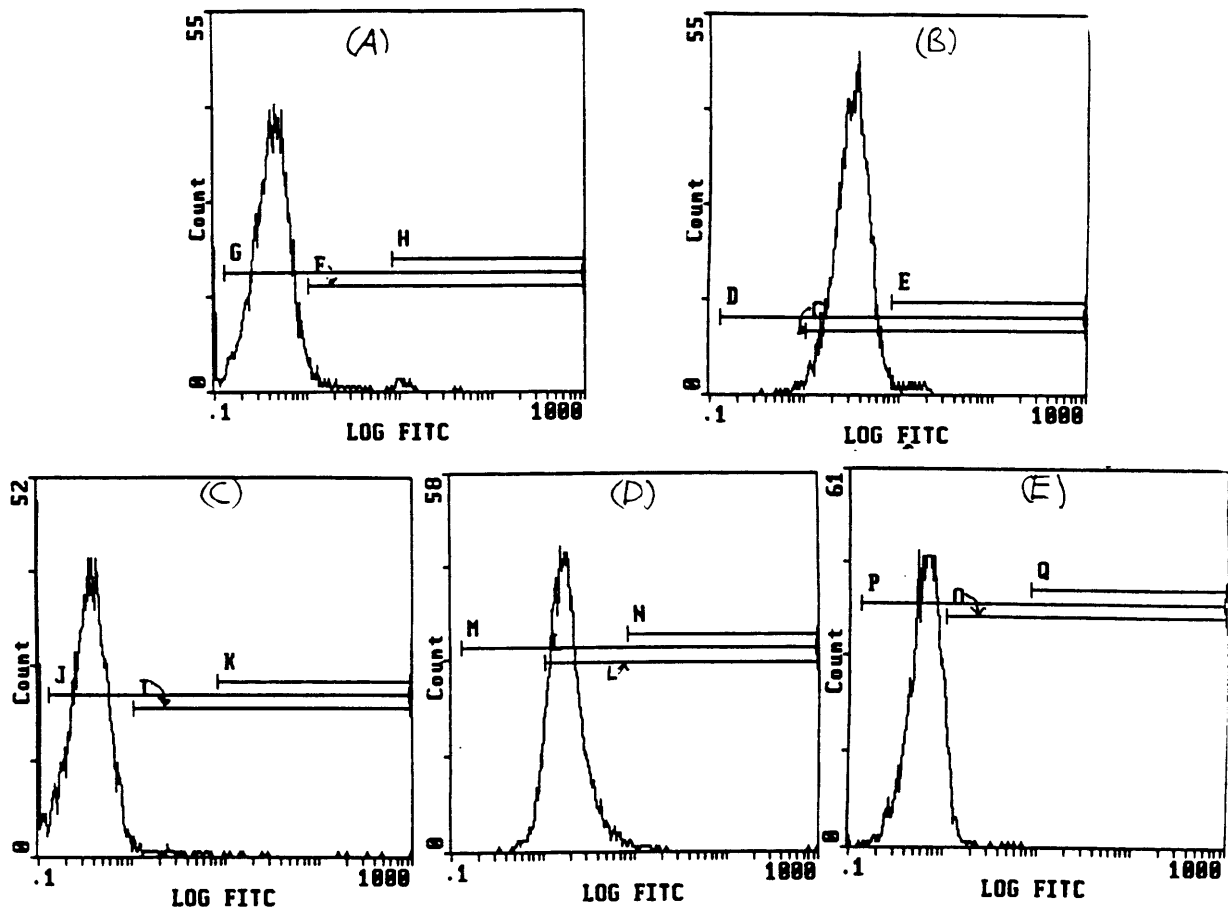 (A)
55
Count
0
G
F
H
.1
1000
LOG FITC
(B)
55
Count
0
D
E
.1
1000
LOG FITC
(C)
52
Count
0
J
I
K
.1
1000
LOG FITC
(D)
58
Count
0
M
L
N
.1
1000
LOG FITC
(E)
61
Count
0
P
Q
.1
1000
LOG FITC